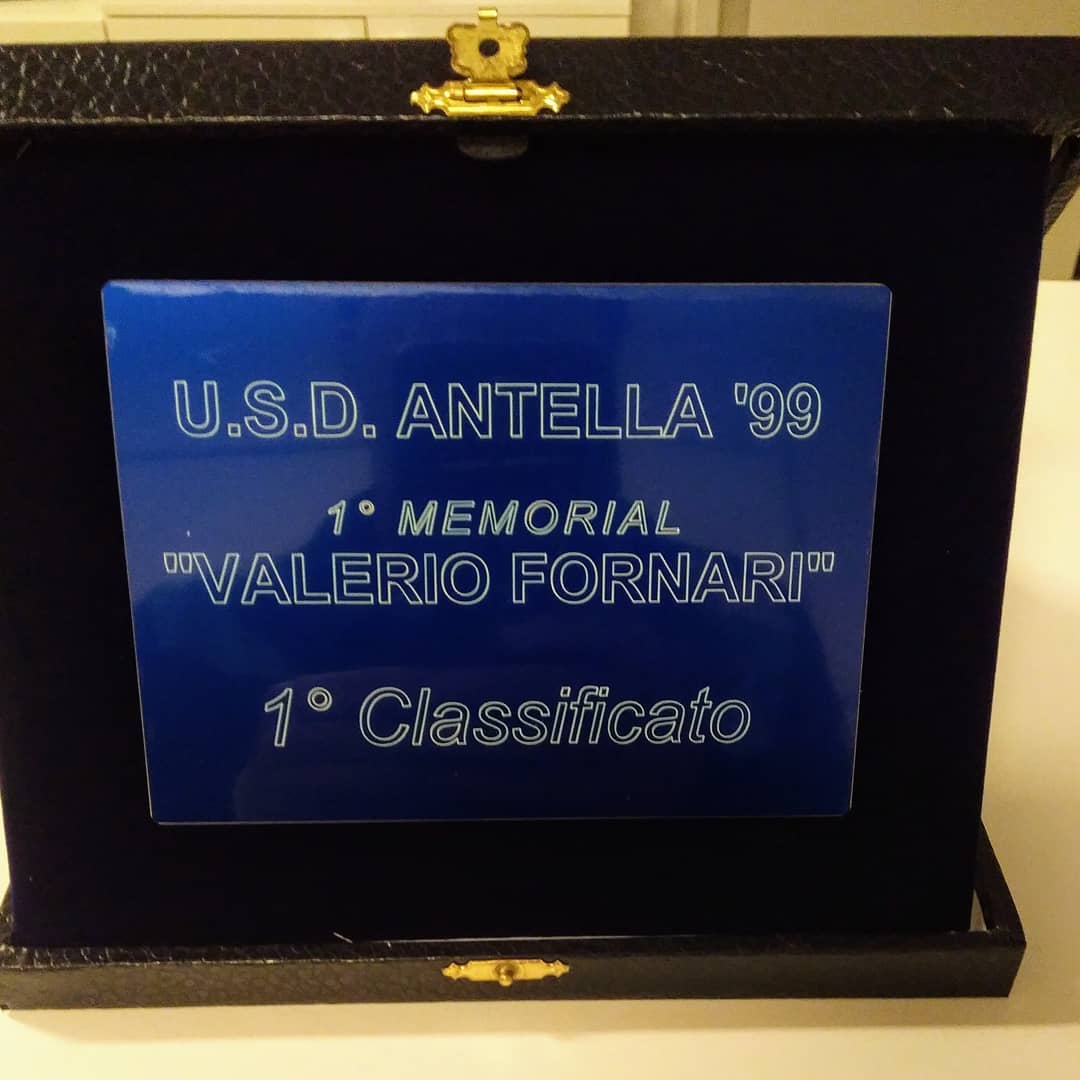 U.S.D. ANTELLA '99
1° MEMORIAL
"VALERIO FORNARI"
1° Classificato